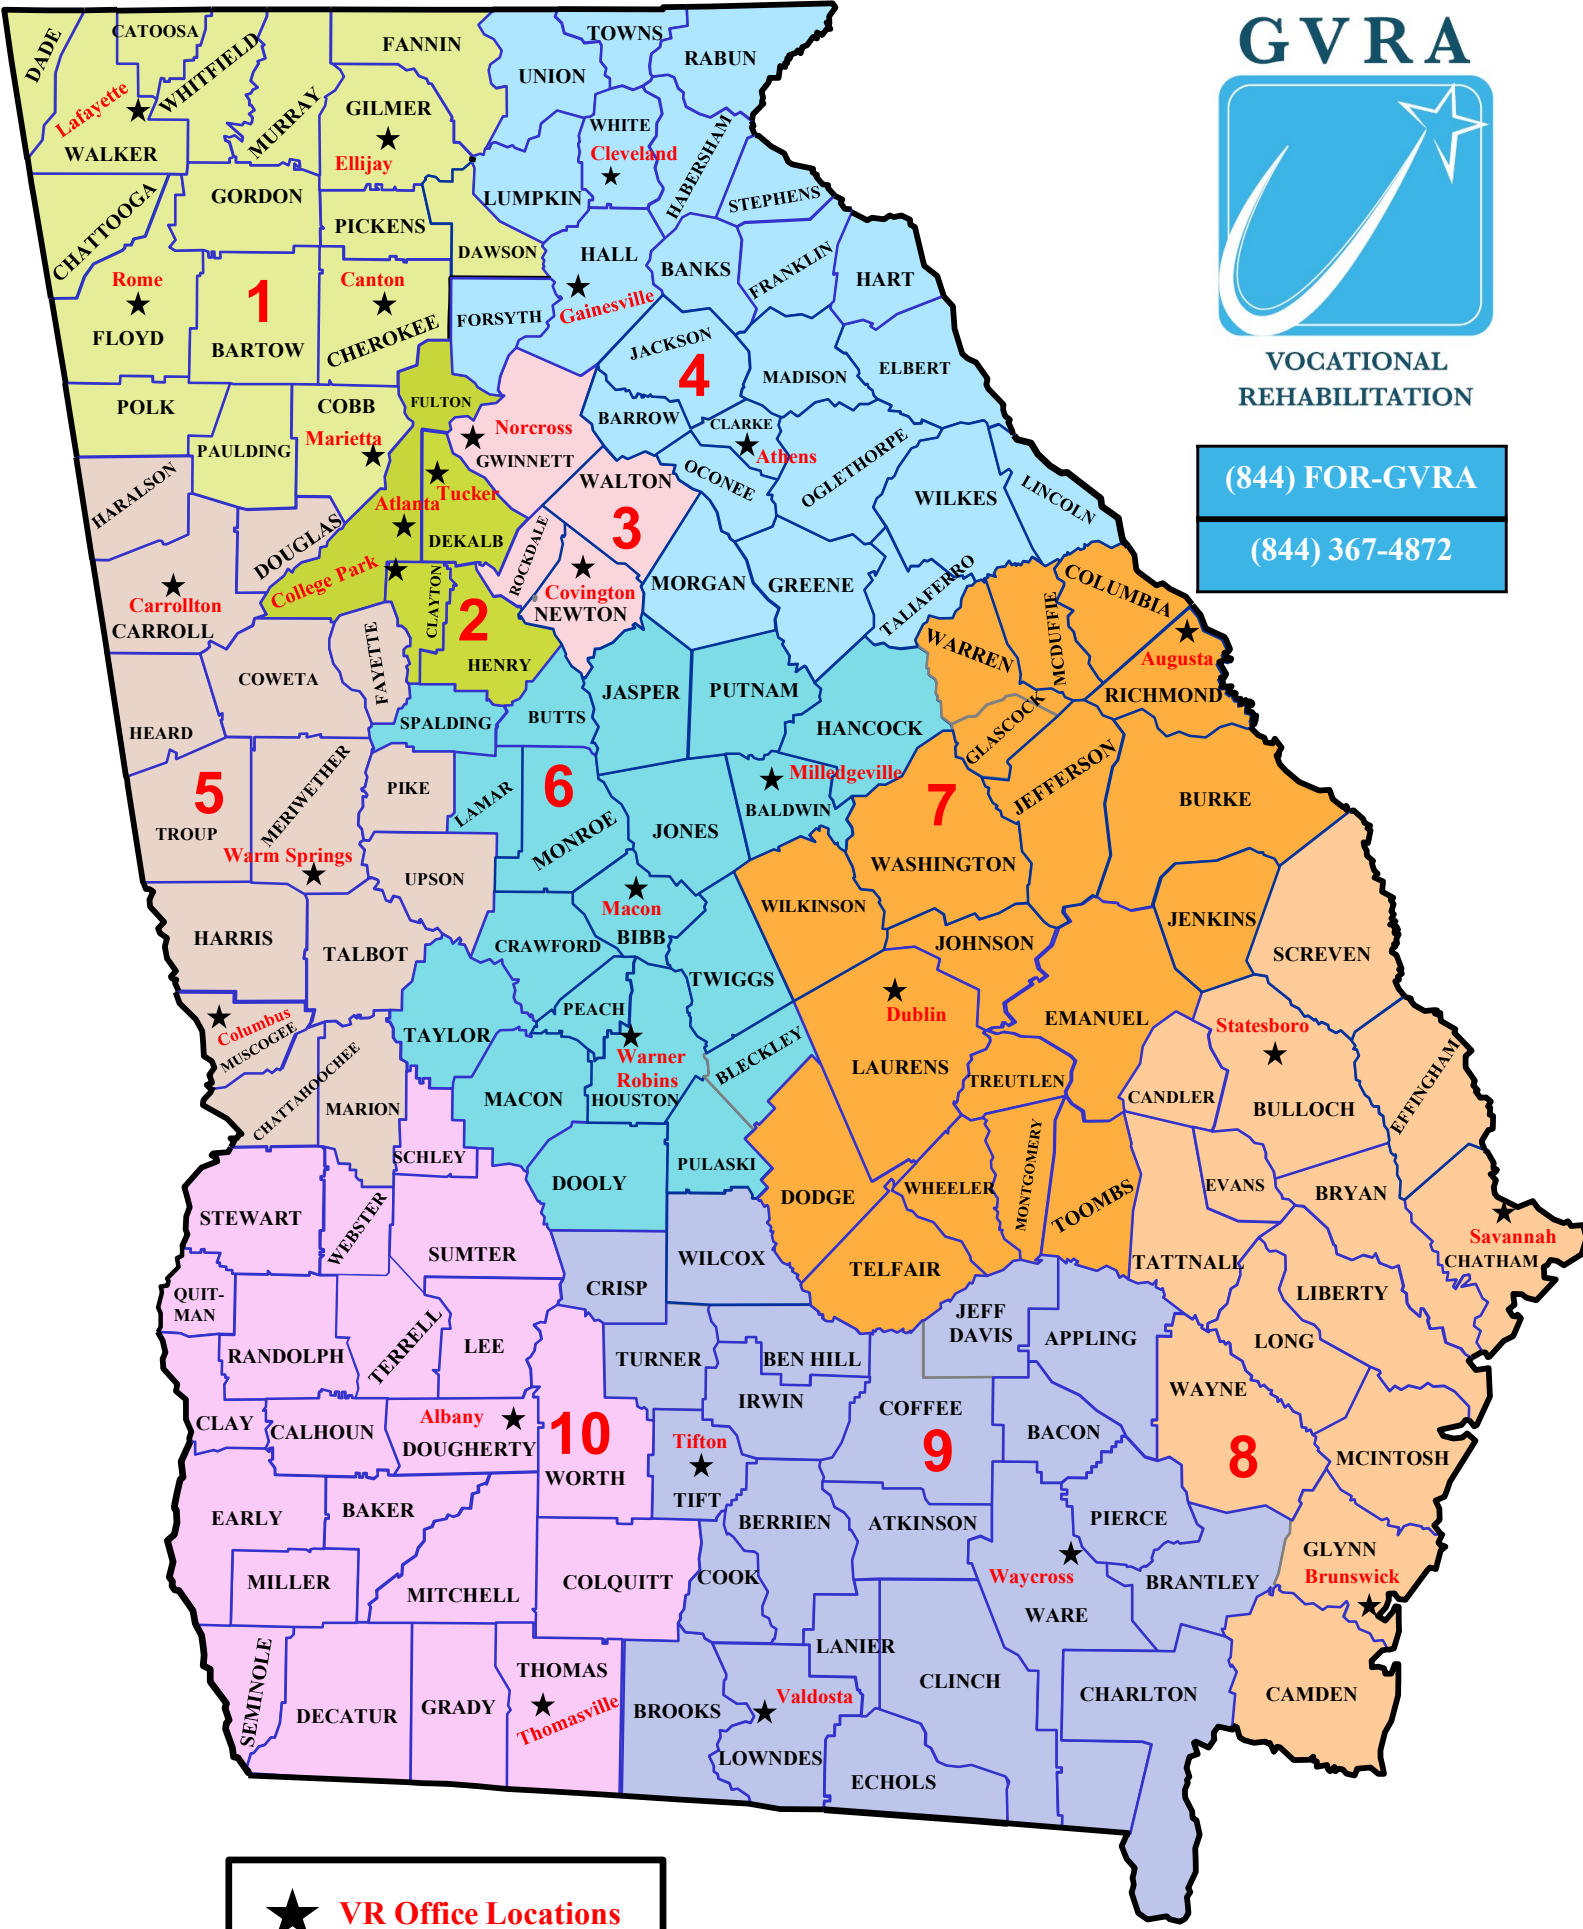 GVRA
VOCATIONAL
REHABILITATION
(844) FOR-GVRA
(844) 367-4872
DADE
CATOOSA
WHITFIELD
Lafayette
WALKER
MURRAY
FANNIN
GILMER
Ellijay
UNION
TOWNS
RABUN
WHITE
Cleveland
HABERSHAM
STEPHENS
LUMPKIN
CHATTOOGA
GORDON
PICKENS
DAWSON
HALL
Gainesville
BANKS
FRANKLIN
HART
Rome
FLOYD
1
BARTOW
Canton
CHEROKEE
FORSYTH
JACKSON
4
MADISON
ELBERT
POLK
PAULDING
COBB
Marietta
FULTON
Norcross
GWINNETT
BARROW
CLARKE
Athens
OCONEE
OGLETHORPE
WILKES
LINCOLN
HARALSON
DOUGLAS
Atlanta
Tucker
DEKALB
WALTON
3
ROCKDALE
Covington
NEWTON
MORGAN
GREENE
TALIAFERRO
College Park
CLAYTON
2
HENRY
Carrollton
CARROLL
COWETA
FAYETTE
WARREN
MCDUFFIE
COLUMBIA
Augusta
RICHMOND
GLASCOCK
HEARD
SPALDING
BUTTS
JASPER
PUTNAM
HANCOCK
5
TROUP
MERIWETHER
Warm Springs
PIKE
LAMAR
6
MONROE
JONES
Milledgeville
BALDWIN
7
WASHINGTON
JEFFERSON
BURKE
UPSON
HARRIS
TALBOT
CRAWFORD
Macon
BIBB
TWIGGS
WILKINSON
JOHNSON
JENKINS
SCREVEN
Columbus
MUSCOGEE
CHATTAHOOCHEE
MARION
TAYLOR
PEACH
Warner
Robins
HOUSTON
MACON
BLECKLEY
Dublin
LAURENS
TREUTLEN
EMANUEL
CANDLER
Statesboro
BULLOCH
EFFINGHAM
SCHLEY
DOOLY
PULASKI
DODGE
WHEELER
MONTGOMERY
TOOMBS
EVANS
BRYAN
TATTNALL
Savannah
CHATHAM
STEWART
WEBSTER
SUMTER
CRISP
WILCOX
TELFAIR
JEFF
DAVIS
APPLING
LIBERTY
LONG
QUIT-
MAN
RANDOLPH
TERRELL
LEE
TURNER
BEN HILL
IRWIN
COFFEE
BACON
WAYNE
CLAY
CALHOUN
Albany
DOUGHERTY
10
WORTH
Tifton
TIFT
9
8
MCINTOSH
EARLY
BAKER
BERRIEN
ATKINSON
PIERCE
MILLER
MITCHELL
COLQUITT
COOK
Waycross
WARE
BRANTLEY
GLYNN
Brunswick
SEMINOLE
DECATUR
GRADY
THOMAS
Thomasville
BROOKS
LANIER
Valdosta
LOWNDES
CLINCH
ECHOLS
CHARLTON
CAMDEN
VR Office Locations